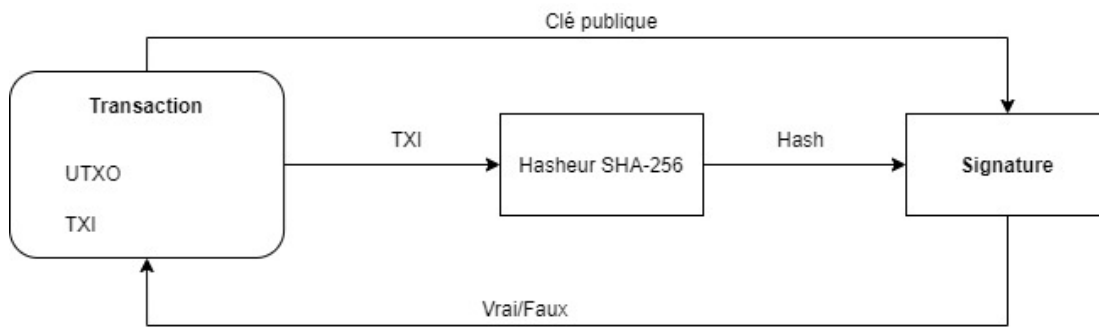 Clé publique
Transaction
TXI
Hasheur SHA-256
Hash
Signature
UTXO
TXI
Vrai/Faux